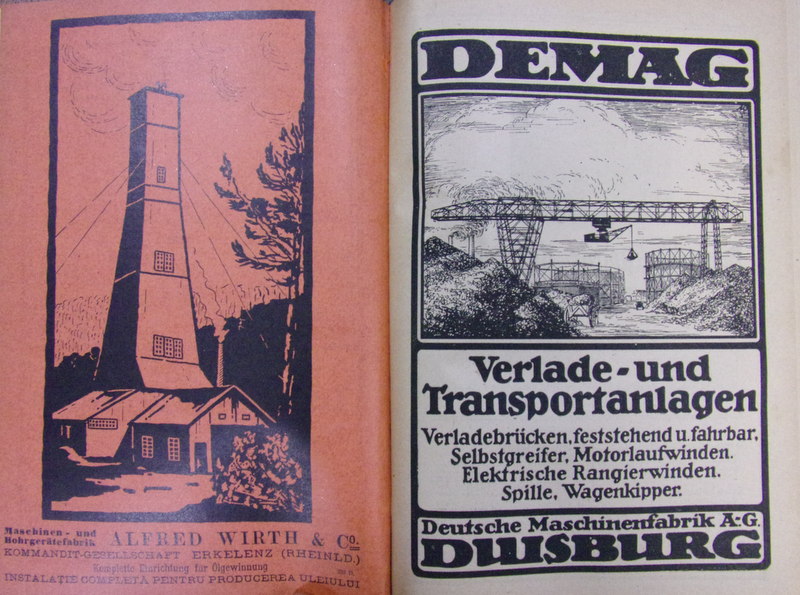 Maschinen - und
Bohrgerätefabrik
ALFRED WIRTH & Co.
KOMMANDIT-GESELLSCHAFT ERKELENZ (RHEINLD.)
Komplette Einrichtung für Ölgewinnung
INSTALAŢIE COMPLETĂ PENTRU PRODUCEREA ULEIULUI
DEMAG
Verlade-und
Transportanlagen
Verladebrücken, feststehend u. fahrbar,
Selbstgreifer, Motorlaufwinden.
Elektrische Rangierwinden.
Spille, Wagenkipper.
Deutsche Maschinenfabrik A-G.
DUISBURG